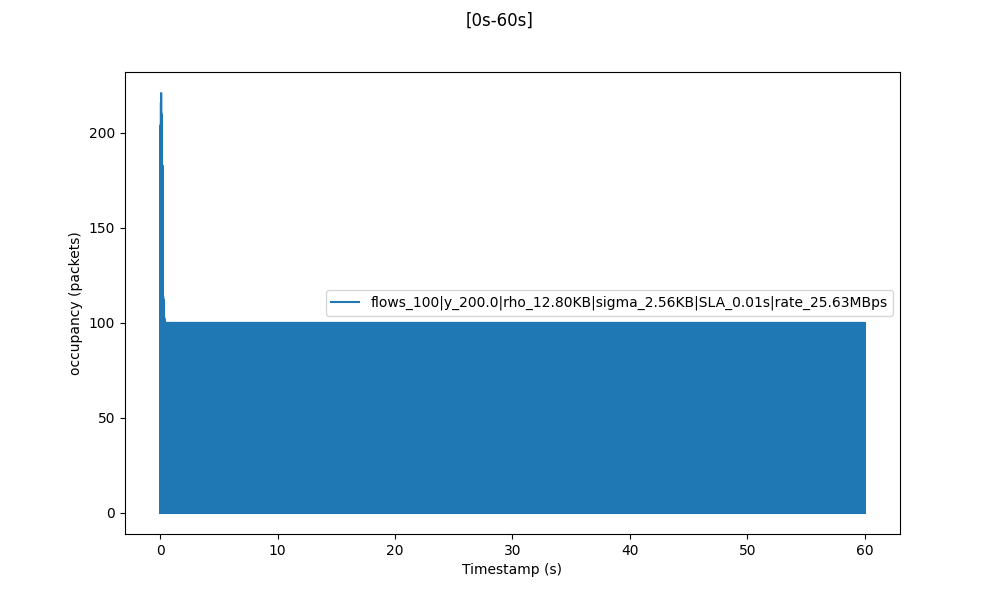 [0s-60s]
200
150
100
50
0
occupancy (packets)
flows_100|y_200.0|rho_12.80KB|sigma_2.56KB|SLA_0.01s|rate_25.63MBps
0 10 20 30 40 50 60
Timestamp (s)